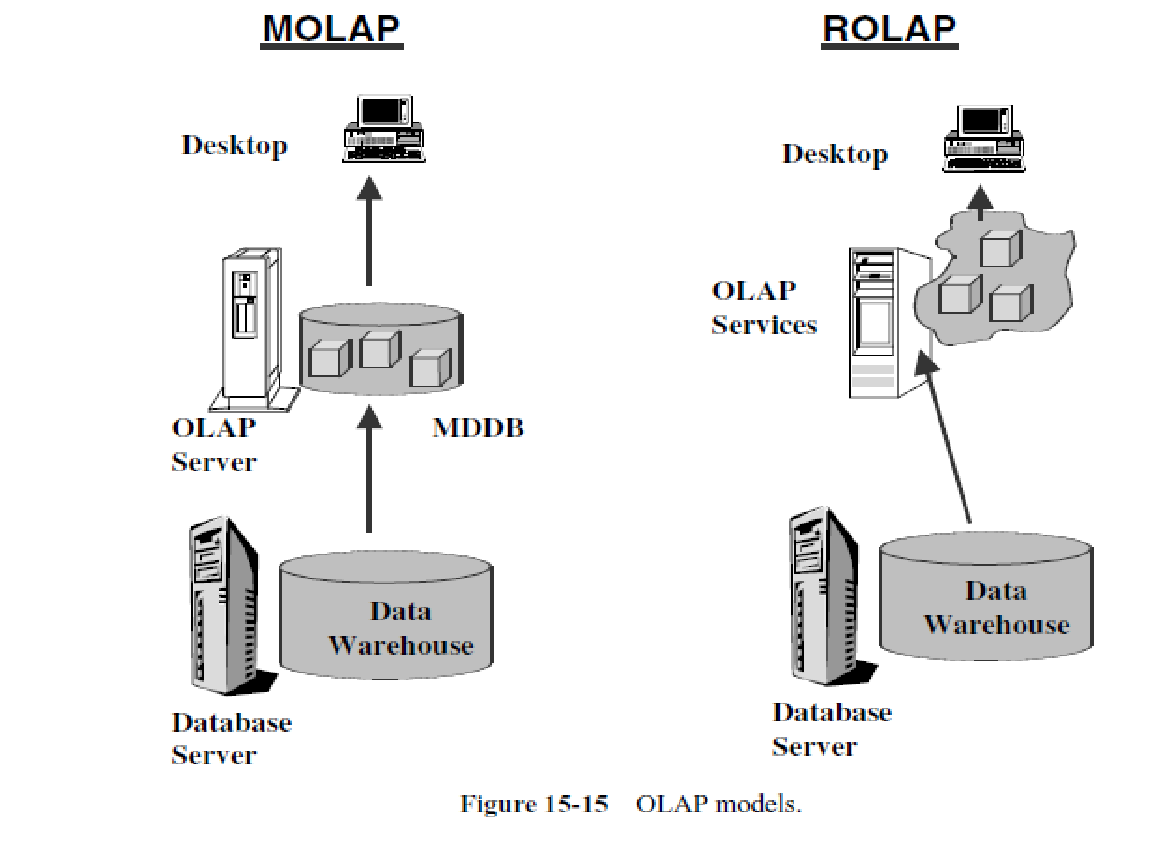 MOLAP
Desktop
OLAP
Server
MDDB
Data
Warehouse
Database
Server
ROLAP
Desktop
OLAP
Services
Data
Warehouse
Database
Server
Figure 15-15 OLAP models.